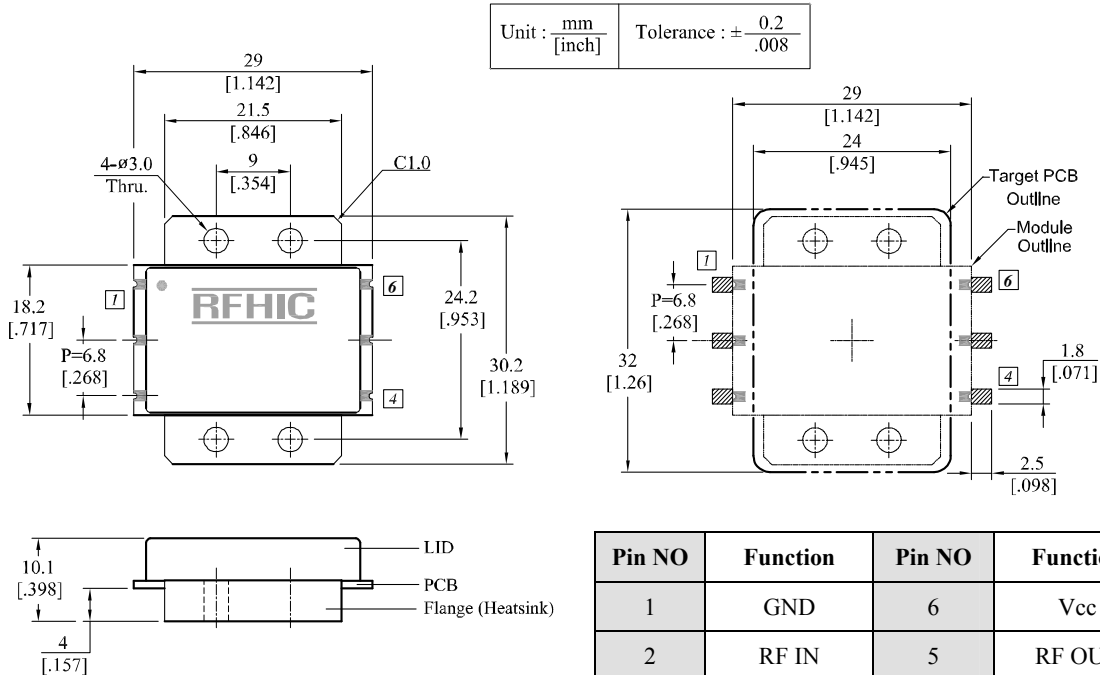 Unit : mm [inch] Tolerance : ± 0.2 .008
29
[1.142]
21.5
[.846]
9
[.354]
4-ø3.0
Thru.
C1.0
1
6
RFHIC
18.2
[.717]
P=6.8
[.268]
4
24.2
[.953]
30.2
[1.189]
29
[1.142]
24
[.945]
Target PCB
Outline
Module
Outline
1
6
P=6.8
[.268]
32
[1.26]
4
1.8
[.071]
2.5
[.098]
10.1
[.398]
4
[.157]
LID
PCB
Flange (Heatsink)
Pin NO Function Pin NO
1 GND 6 Vcc
2 RF IN 5 RF